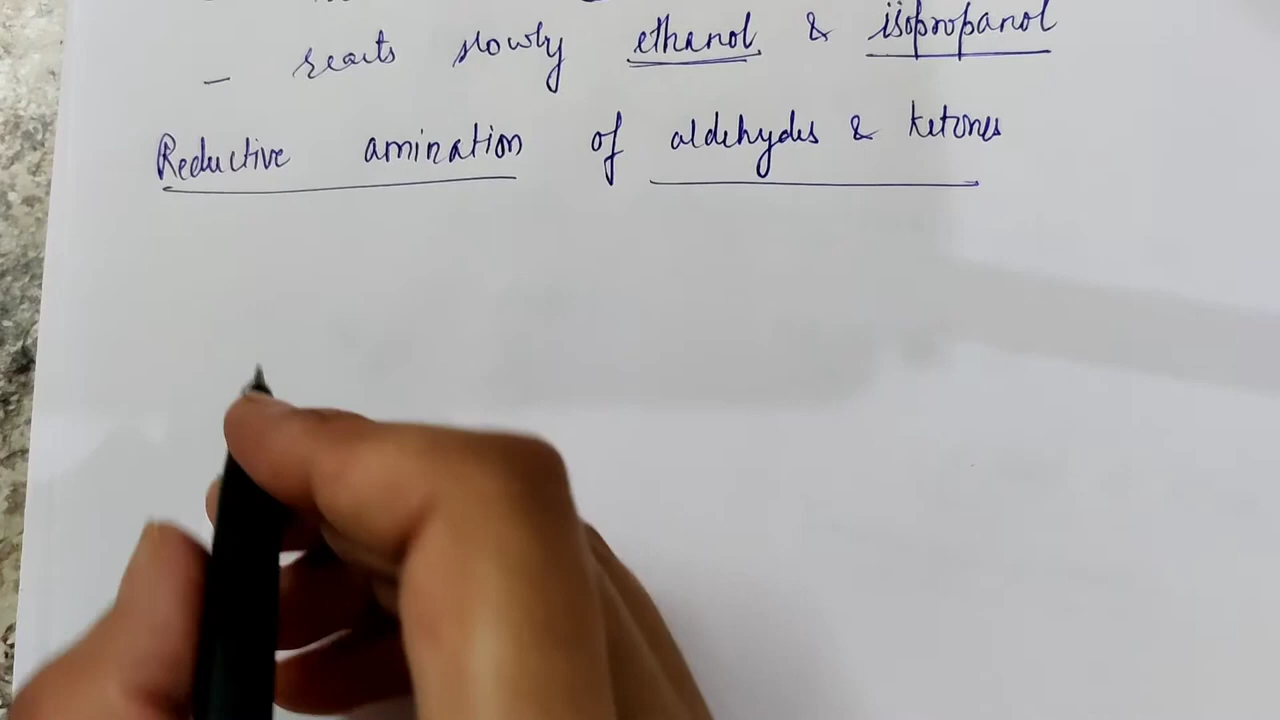 - reacts slowly ethanol & isopropanol
Reductive amination of aldehydes & ketones